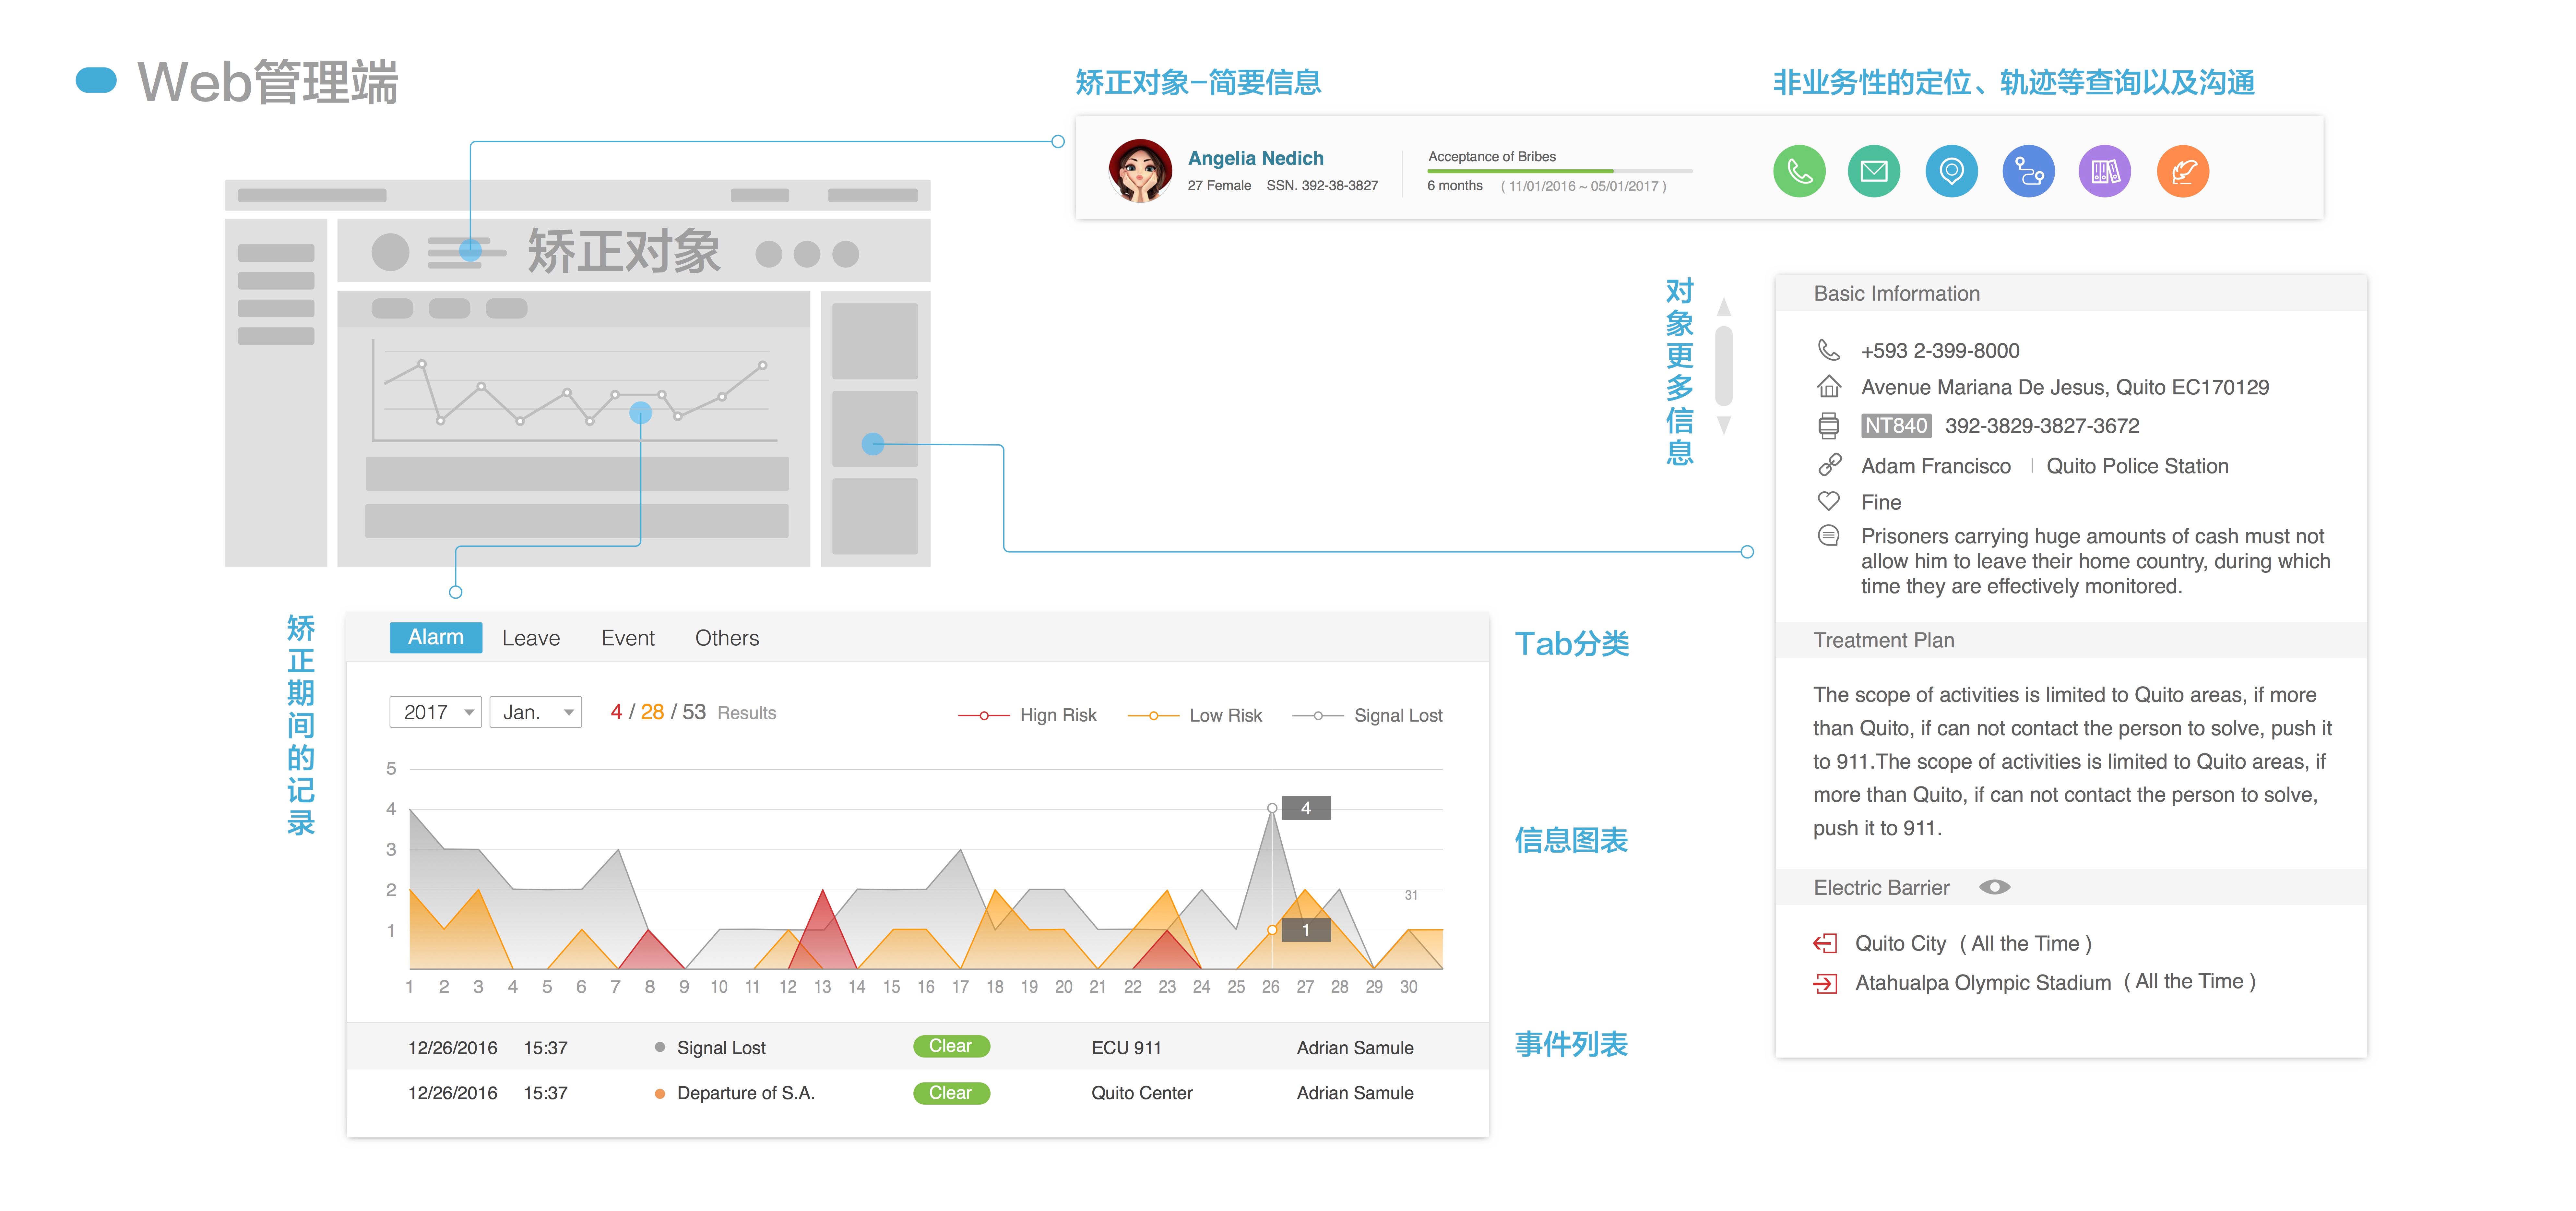 Web管理端
矫正对象-简要信息
非业务性的定位、轨迹等查询以及沟通
Angelia Nedich
27 Female SSN. 392-38-3827
Acceptance of Bribes
6 months ( 11/01/2016 ~ 05/01/2017 )
矫正对象
对象更多信息
Basic Imformation
+593 2-399-8000
Avenue Mariana De Jesus, Quito EC170129
NT840 392-3829-3827-3672
Adam Francisco Quito Police Station
Fine
Prisoners carrying huge amounts of cash must not
allow him to leave their home country, during which
time they are effectively monitored.
Treatment Plan
The scope of activities is limited to Quito areas, if more
than Quito, if can not contact the person to solve, push it
to 911.The scope of activities is limited to Quito areas, if
more than Quito, if can not contact the person to solve,
push it to 911.
Electric Barrier
Quito City ( All the Time )
Atahualpa Olympic Stadium ( All the Time )
矫正期间的记录
Alarm Leave Event Others
Tab分类
2017 Jan. 4 / 28 / 53 Results
Hign Risk Low Risk Signal Lost
5
4
3
2
1
4
1
31
1 2 3 4 5 6 7 8 9 10 11 12 13 14 15 16 17 18 19 20 21 22 23 24 25 26 27 28 29 30
信息图表
12/26/2016 15:37 Signal Lost Clear ECU 911 Adrian Samule
12/26/2016 15:37 Departure of S.A. Clear Quito Center Adrian Samule
事件列表